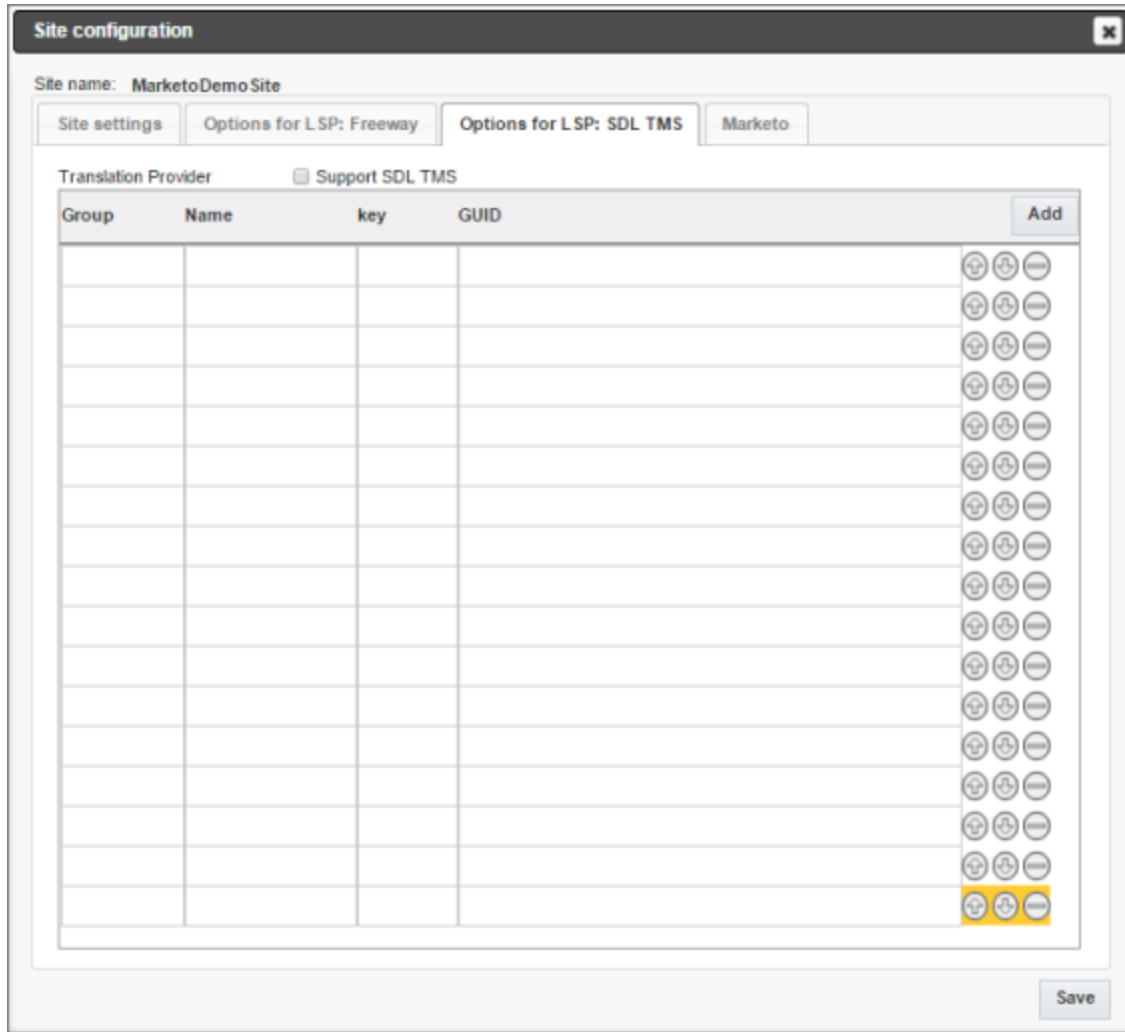 Site configuration
Site name: MarketoDemoSite
Site settings Options for LSP: Freeway Options for LSP: SDL TMS Marketo
Translation Provider Support SDL TMS
Group Name key GUID Add
Save